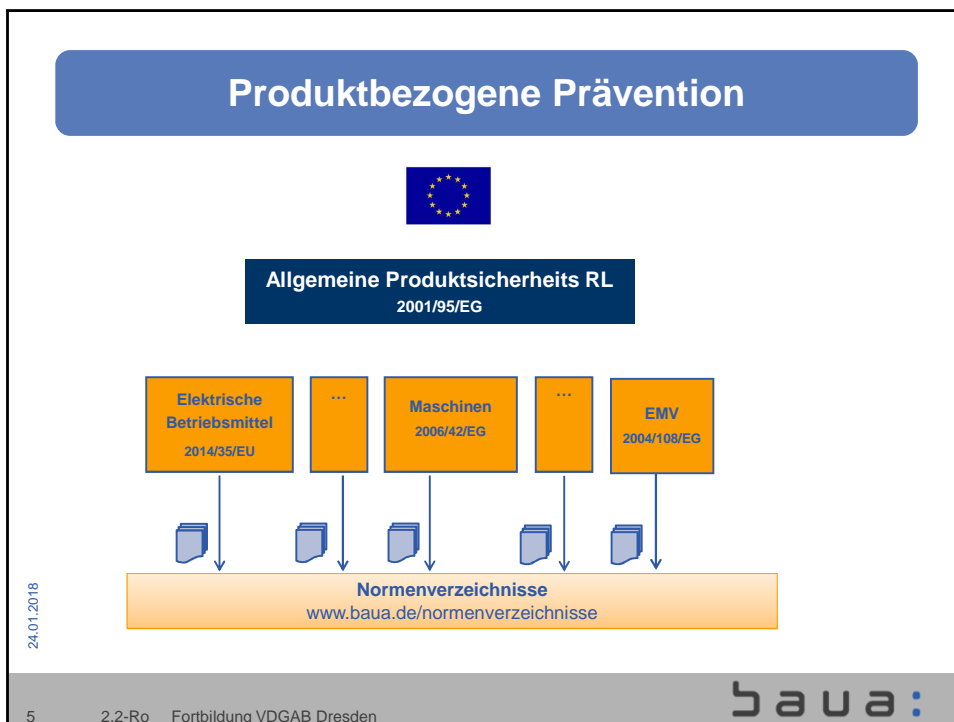 Produktbezogene Prävention
Allgemeine Produktsicherheits RL
2001/95/EG
Elektrische
Betriebsmittel
2014/35/EU
...
Maschinen
2006/42/EG
...
EMV
2004/108/EG
Normenverzeichnisse
www.baua.de/normenverzeichnisse
24.01.2018
5 2.2-Ro Fortbildung VDGAB Dresden
baua: